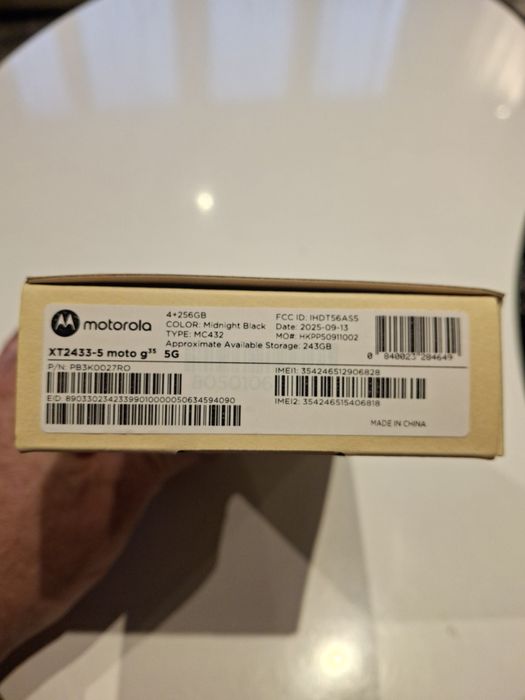 motorola
4+256GB
COLOR: Midnight Black
TYPE: MC432
Approximate Available Storage: 243GB
FCC ID: IHDT56AS5
Date: 2025-09-13
MO#: HKPP50911002
0 840023 284649
XT2433-5 moto g35 5G
P/N: PB3K0027RO
EID: 89033023423399010000050634594090
IMEI1: 354246512906828
IMEI2: 354246515406818
MADE IN CHINA